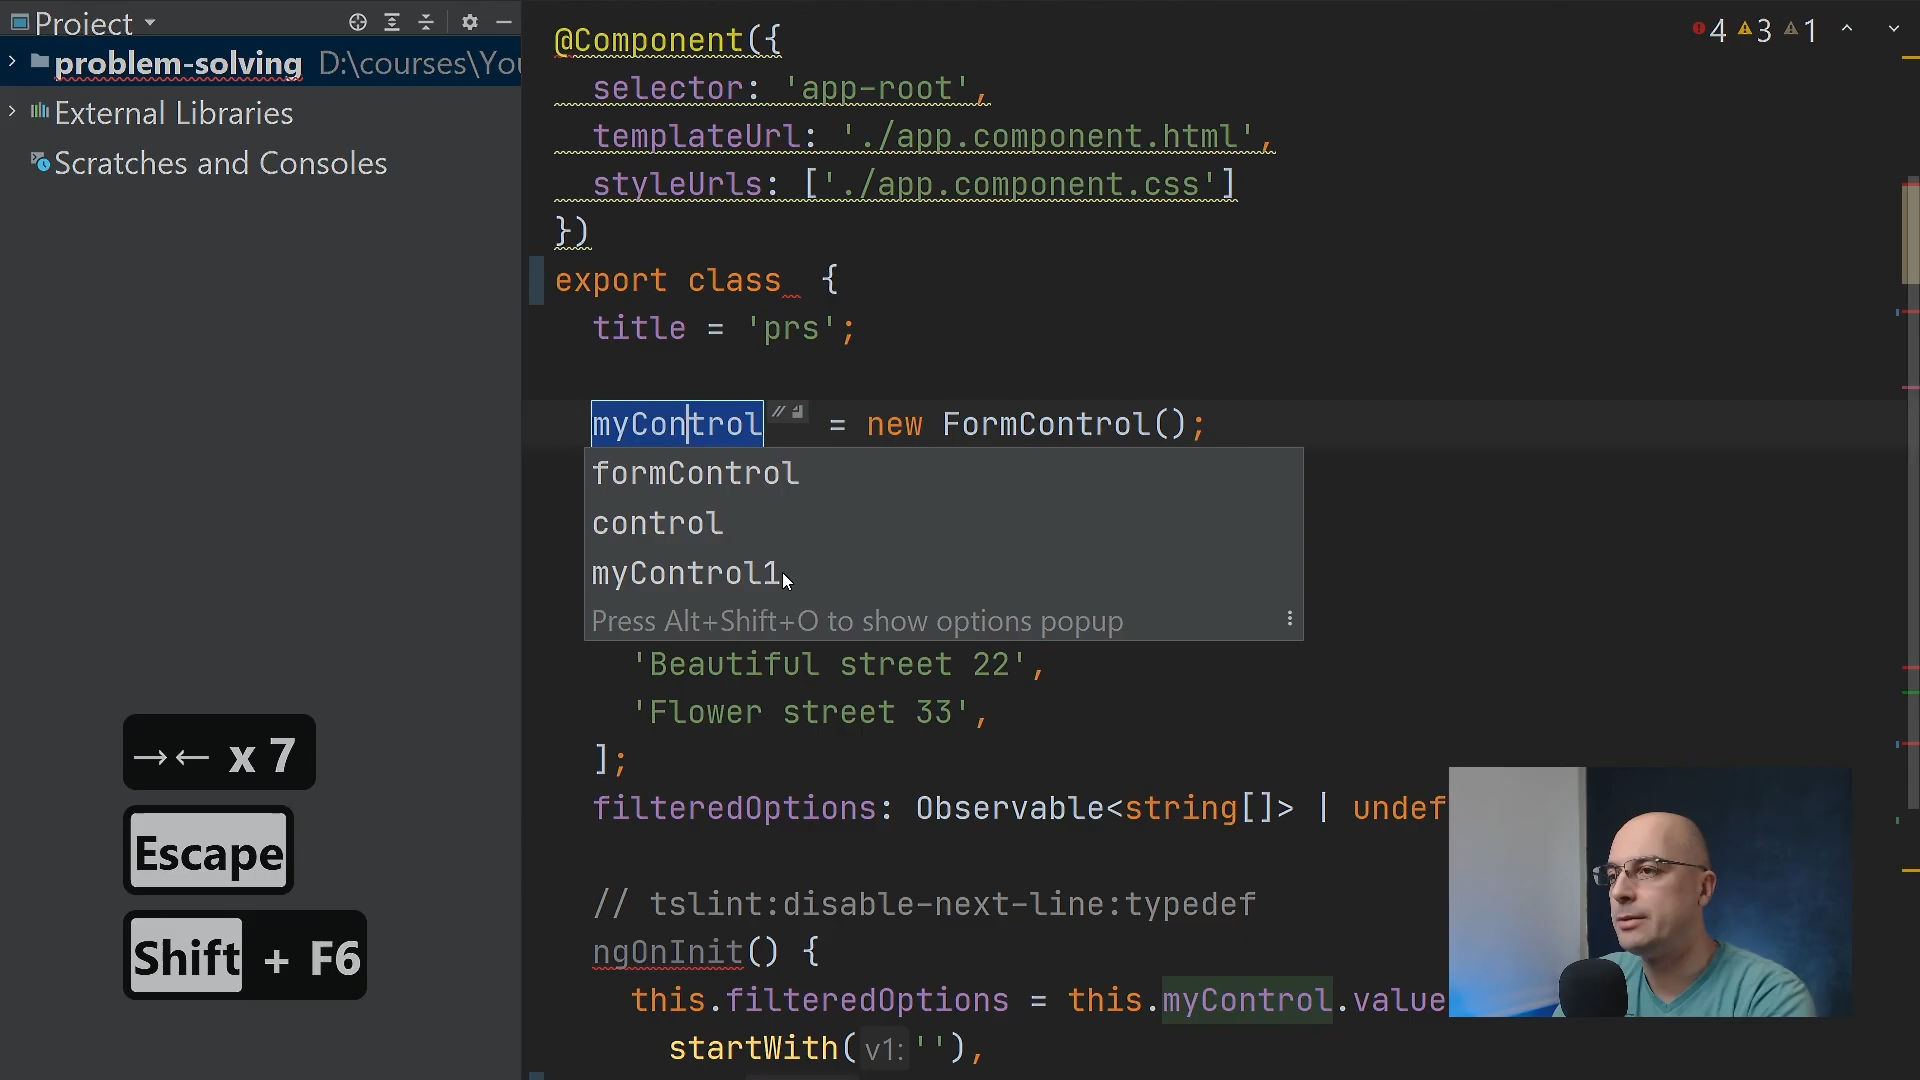 Project
problem-solving D:\courses\You
External Libraries
Scratches and Consoles
4 3 1
@Component({
selector: 'app-root',
templateUrl: './app.component.html',
styleUrls: ['./app.component.css']
})
export class {
title = 'prs';
myControl = new FormControl();
formControl
control
myControl1
Press Alt+Shift+O to show options popup
'Beautiful street 22',
'Flower street 33',
];
filteredOptions: Observable<string[]> | undef
// tslint:disable-next-line:typedef
ngOnInit() {
this.filteredOptions = this.myControl.value
startWith( v1: ''),
→← x 7
Escape
Shift + F6